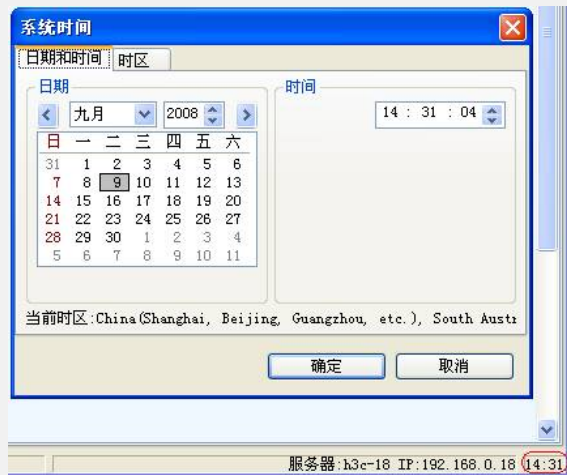 系统时间
日期和时间 时区
日期
九月 2008
日 一 二 三 四 五 六
31 1 2 3 4 5 6
7 8 9 10 11 12 13
14 15 16 17 18 19 20
21 22 23 24 25 26 27
28 29 30 1 2 3 4
5 6 7 8 9 10 11
时间
14 : 31 : 04
当前时区:China(Shanghai, Beijing, Guangzhou, etc.), South Austr
确定 取消
服务器:h3c-18 IP:192.168.0.18 14:31